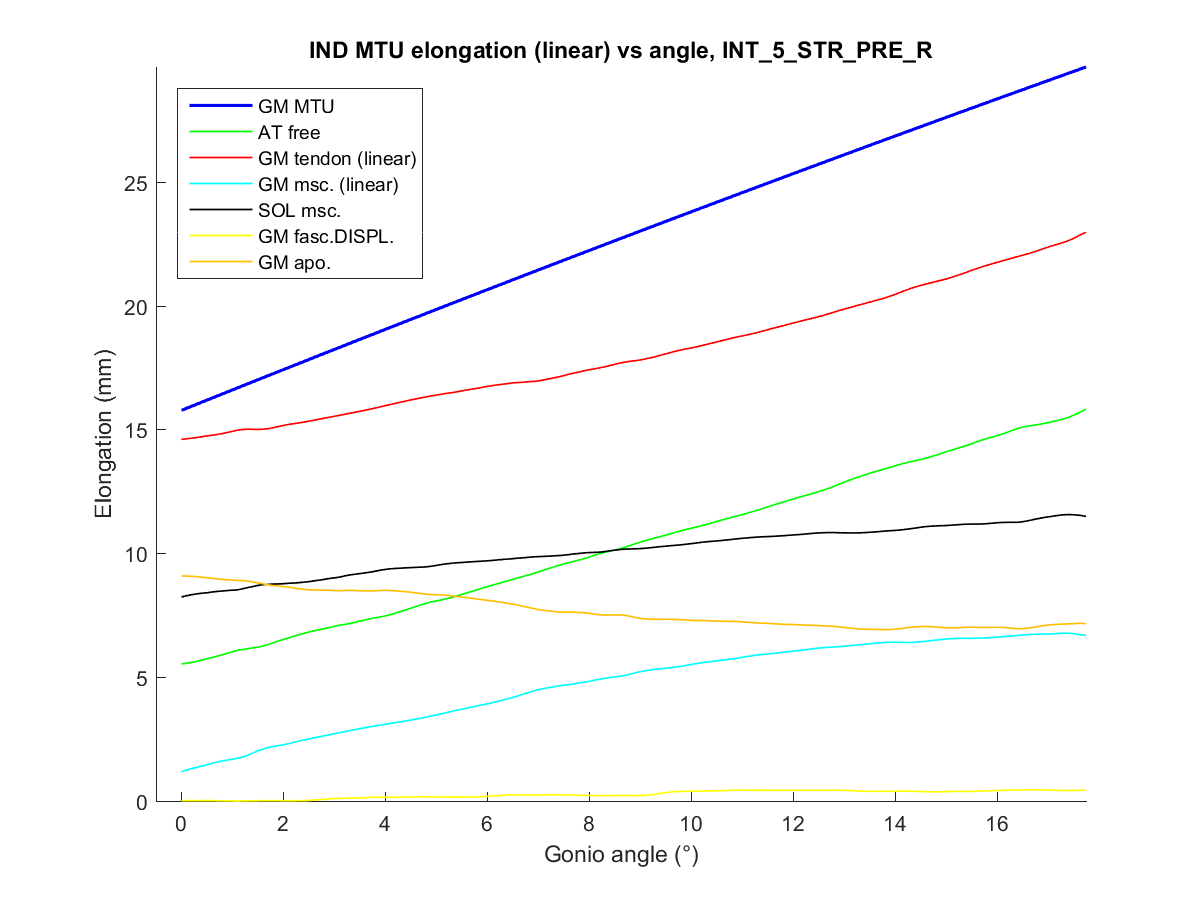 IND MTU elongation (linear) vs angle, INT_5_STR_PRE_R
GM MTU
AT free
GM tendon (linear)
GM msc. (linear)
SOL msc.
GM fasc.DISPL.
GM apo.
Elongation (mm)
25
20
15
10
5
0
0 2 4 6 8 10 12 14 16
Gonio angle (°)